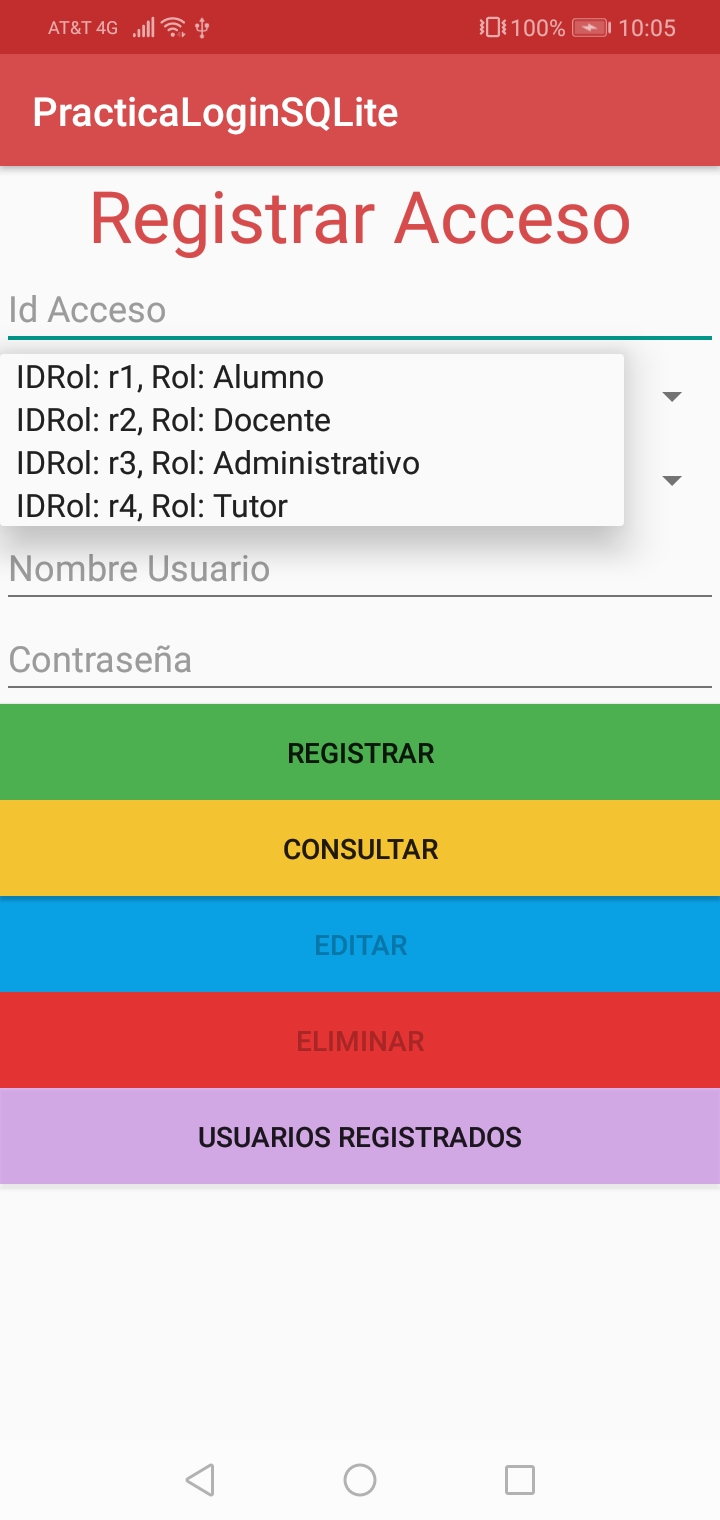 AT&T 4G 100% 10:05
PracticaLoginSQLite
Registrar Acceso
Id Acceso
IDRol: r1, Rol: Alumno
IDRol: r2, Rol: Docente
IDRol: r3, Rol: Administrativo
IDRol: r4, Rol: Tutor
Nombre Usuario
Contraseña
REGISTRAR
CONSULTAR
EDITAR
ELIMINAR
USUARIOS REGISTRADOS